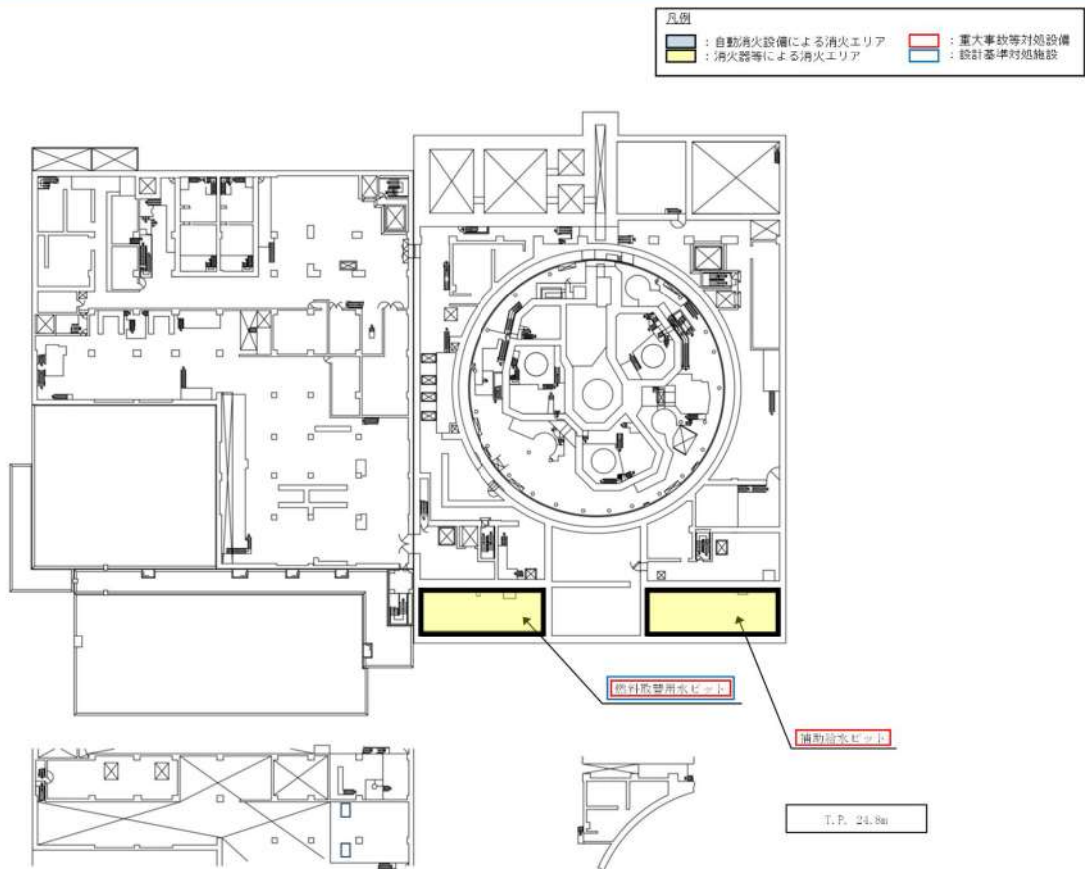 凡例
：自動消火設備による消火エリア
：重大事故等対処設備
：消火器等による消火エリア
：設計基準対処施設
燃料取替用水ピット
補助給水ピット
T.P. 24.8m